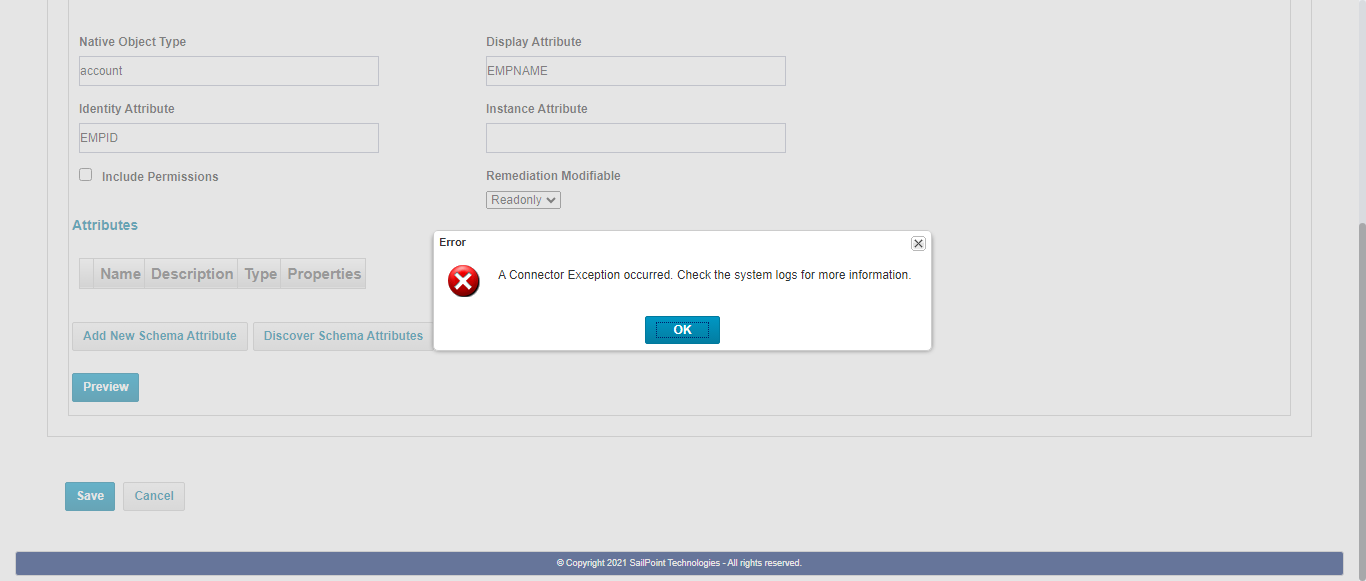 Native Object Type
Display Attribute
account
EMPNAME
Identity Attribute
Instance Attribute
EMPID
Include Permissions
Remediation Modifiable
Readonly
Attributes
Error
Name Description Type Properties
A Connector Exception occurred. Check the system logs for more information.
OK
Add New Schema Attribute
Discover Schema Attributes
Preview
Save
Cancel
© Copyright 2021 SailPoint Technologies - All rights reserved.